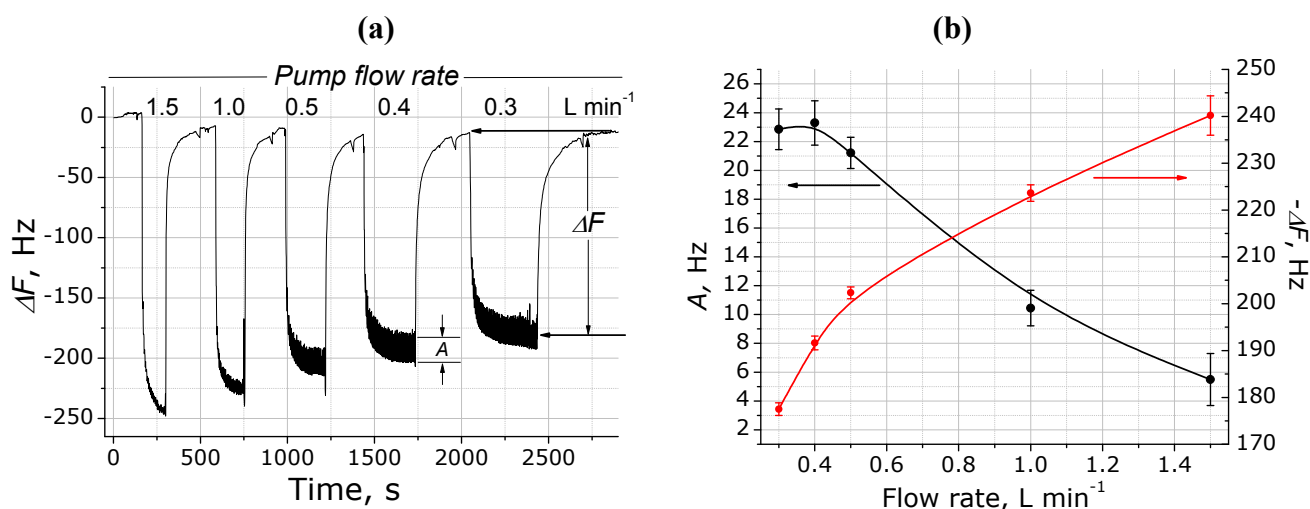 (a)
Pump flow rate
1.5 1.0 0.5 0.4 0.3 L min⁻¹
0
-50
-100
-150
-200
-250
ΔF, Hz
ΔF
A
0 500 1000 1500 2000 2500
Time, s
(b)
26
24
22
20
18
16
14
12
10
8
6
4
2
A, Hz
250
240
230
220
210
200
190
180
170
-ΔF, Hz
0.4 0.6 0.8 1.0 1.2 1.4
Flow rate, L min⁻¹